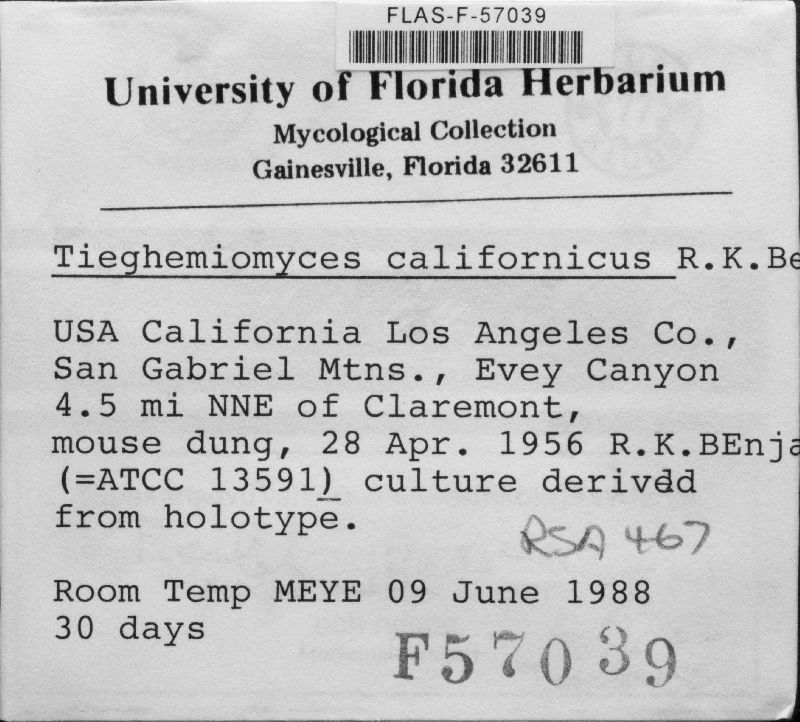 FLAS-F-57039
University of Florida Herbarium
Mycological Collection
Gainesville, Florida 32611
Tieghemiomyces californicus R.K.Be
USA California Los Angeles Co.,
San Gabriel Mtns., Evey Canyon
4.5 mi NNE of Claremont,
mouse dung, 28 Apr. 1956 R.K.BEnja
(=ATCC 13591) culture derivdd
from holotype.
RSA 467
Room Temp MEYE 09 June 1988
30 days
F57039